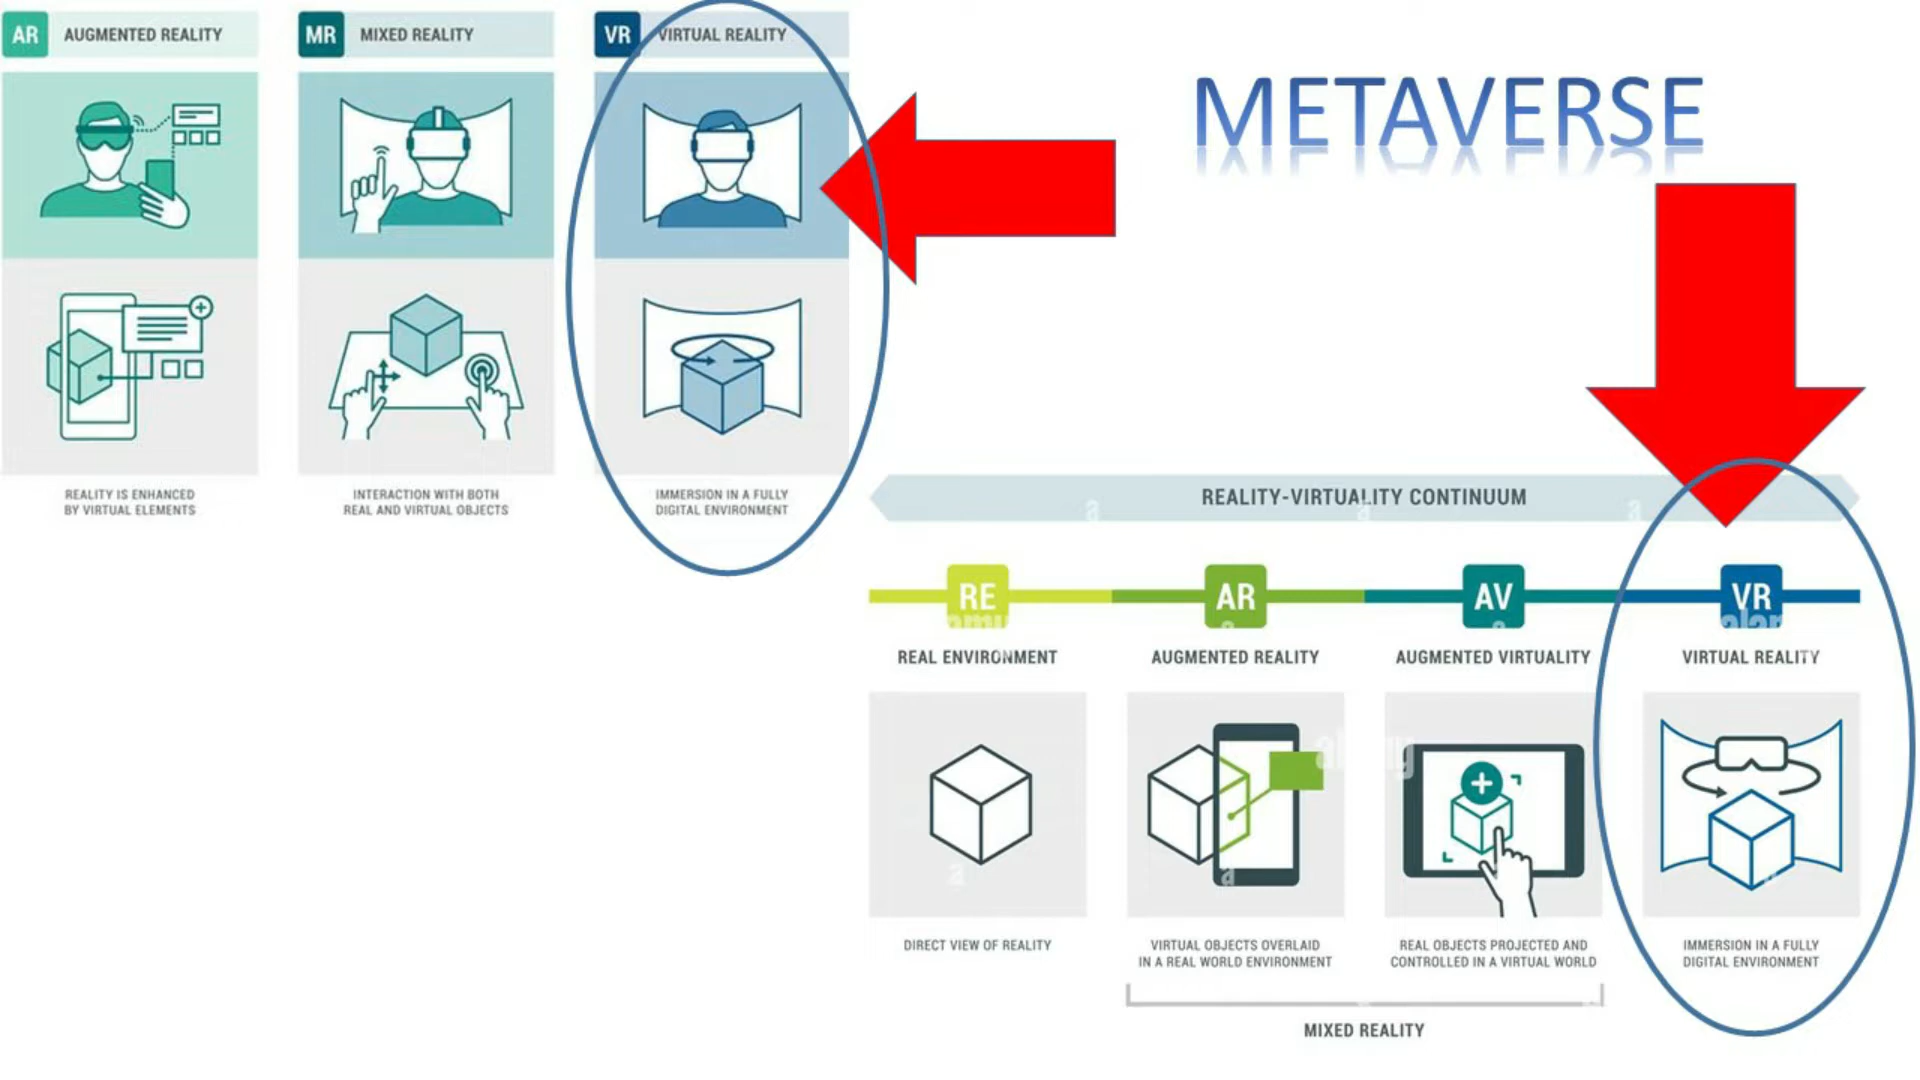 AR AUGMENTED REALITY
MR MIXED REALITY
VR VIRTUAL REALITY
REALITY IS ENHANCED
BY VIRTUAL ELEMENTS
INTERACTION WITH BOTH
REAL AND VIRTUAL OBJECTS
IMMERSION IN A FULLY
DIGITAL ENVIRONMENT
METAVERSE
REALITY-VIRTUALITY CONTINUUM
RE
AR
AV
VR
REAL ENVIRONMENT
AUGMENTED REALITY
AUGMENTED VIRTUALITY
VIRTUAL REALITY
DIRECT VIEW OF REALITY
VIRTUAL OBJECTS OVERLAID
IN A REAL WORLD ENVIRONMENT
REAL OBJECTS PROJECTED AND
CONTROLLED IN A VIRTUAL WORLD
IMMERSION IN A FULLY
DIGITAL ENVIRONMENT
MIXED REALITY